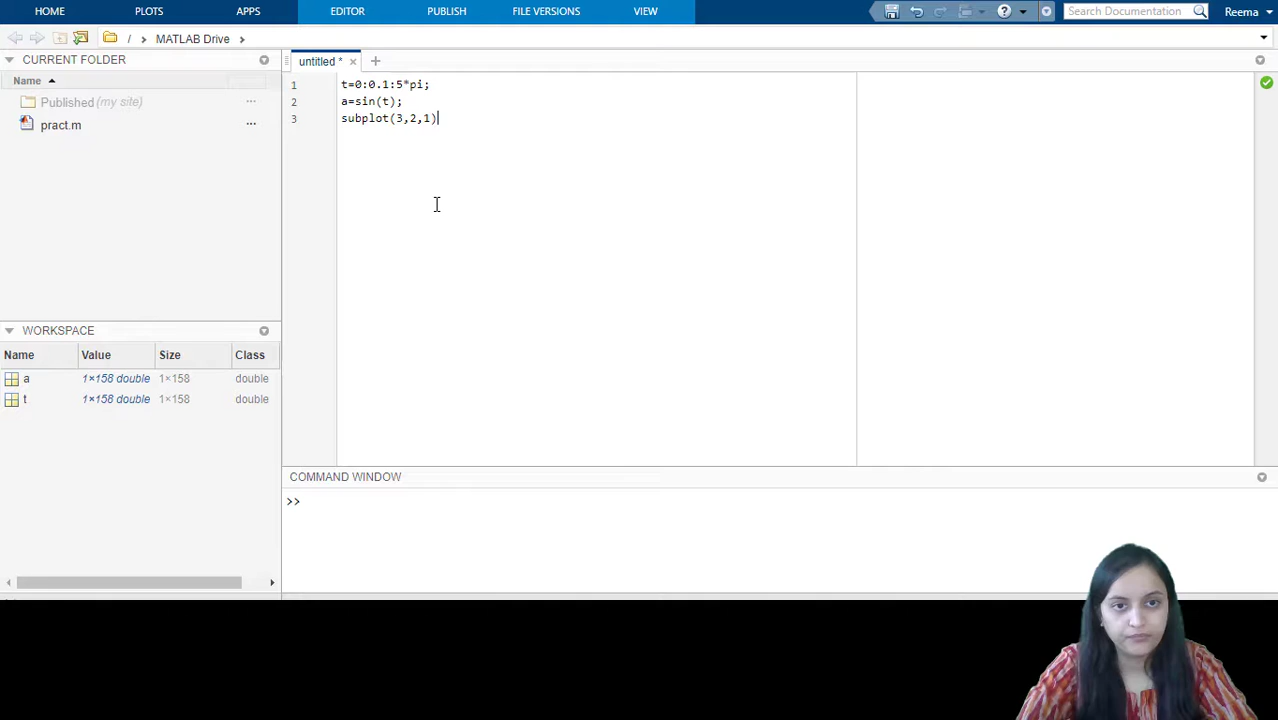 HOME PLOTS APPS EDITOR PUBLISH FILE VERSIONS VIEW Search Documentation Reema
/ MATLAB Drive
CURRENT FOLDER
Name
Published (my site)
pract.m
untitled *
1 t=0:0.1:5*pi;
2 a=sin(t);
3 subplot(3,2,1)
WORKSPACE
Name Value Size Class
a 1×158 double 1×158 double
t 1×158 double 1×158 double
COMMAND WINDOW
>>